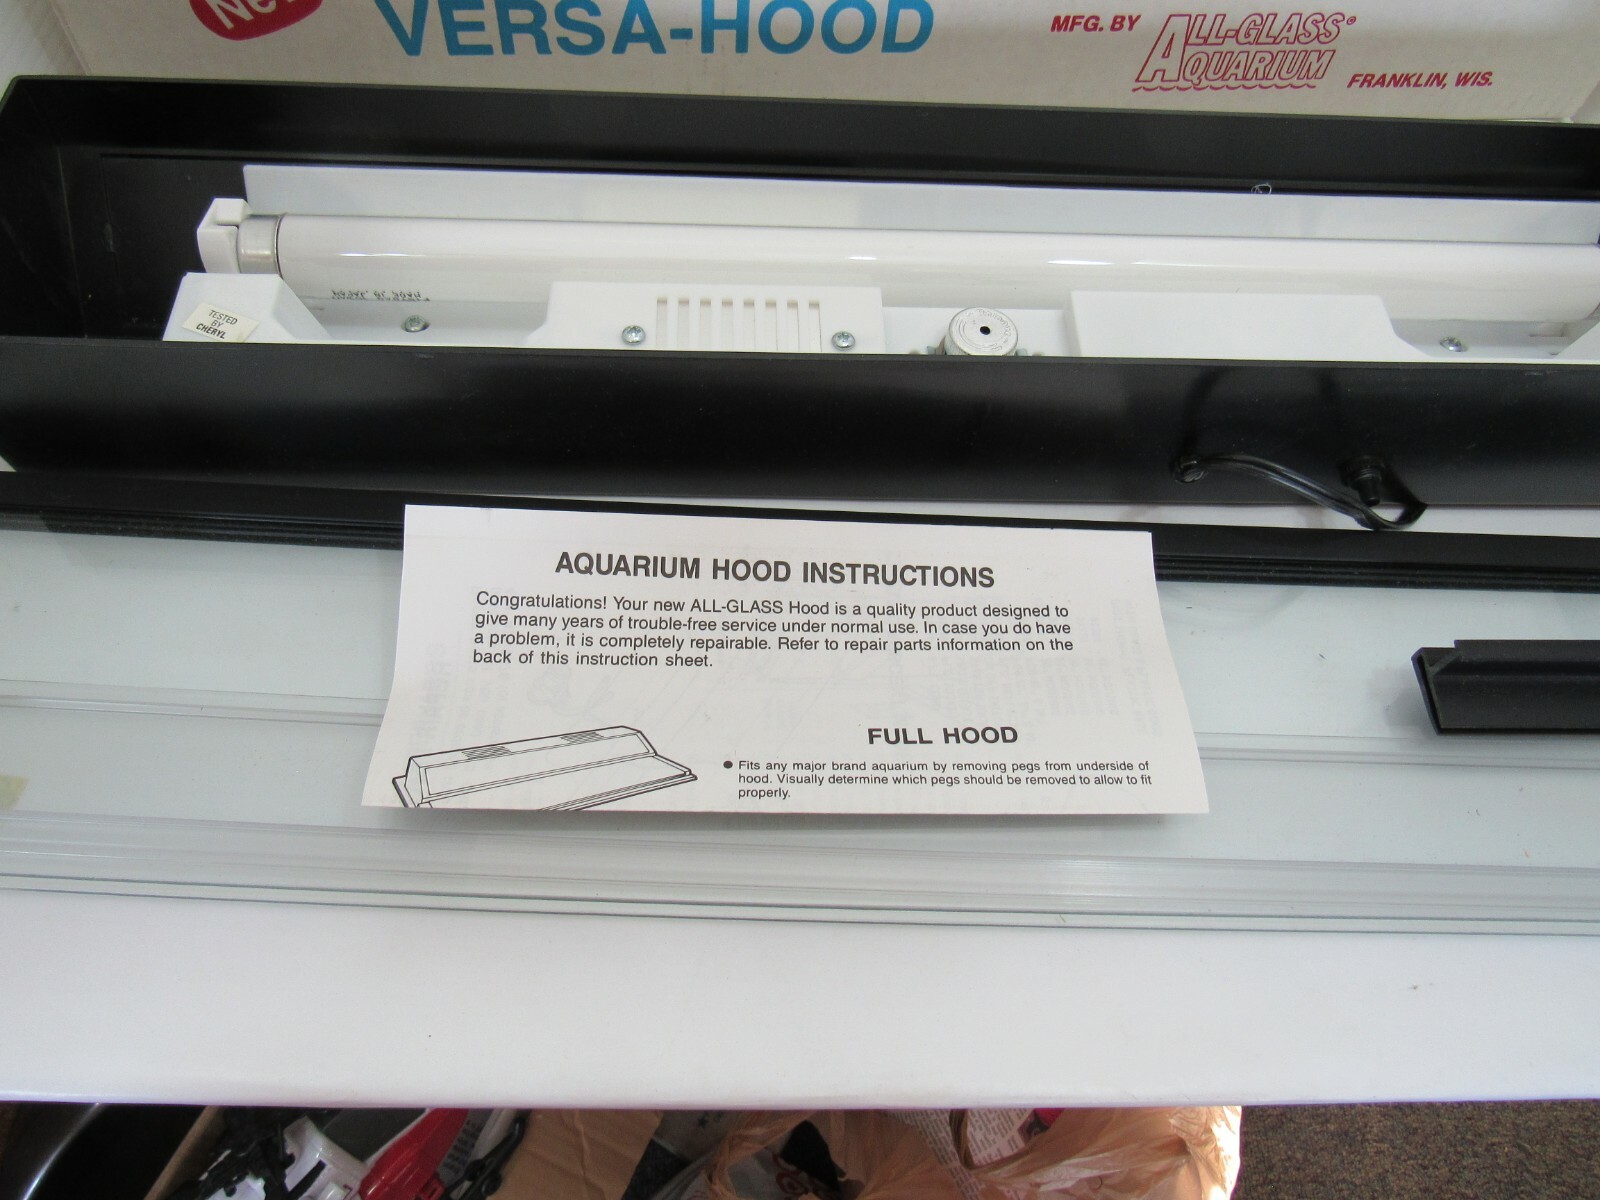 New
VERSA-HOOD
MFG. BY
ALL-GLASS®
AQUARIUM
FRANKLIN, WIS.
TESTED
BY
CHERYL
AQUARIUM HOOD INSTRUCTIONS
Congratulations! Your new ALL-GLASS Hood is a quality product designed to
give many years of trouble-free service under normal use. In case you do have
a problem, it is completely repairable. Refer to repair parts information on the
back of this instruction sheet.
FULL HOOD
● Fits any major brand aquarium by removing pegs from underside of
hood. Visually determine which pegs should be removed to allow to fit
properly.